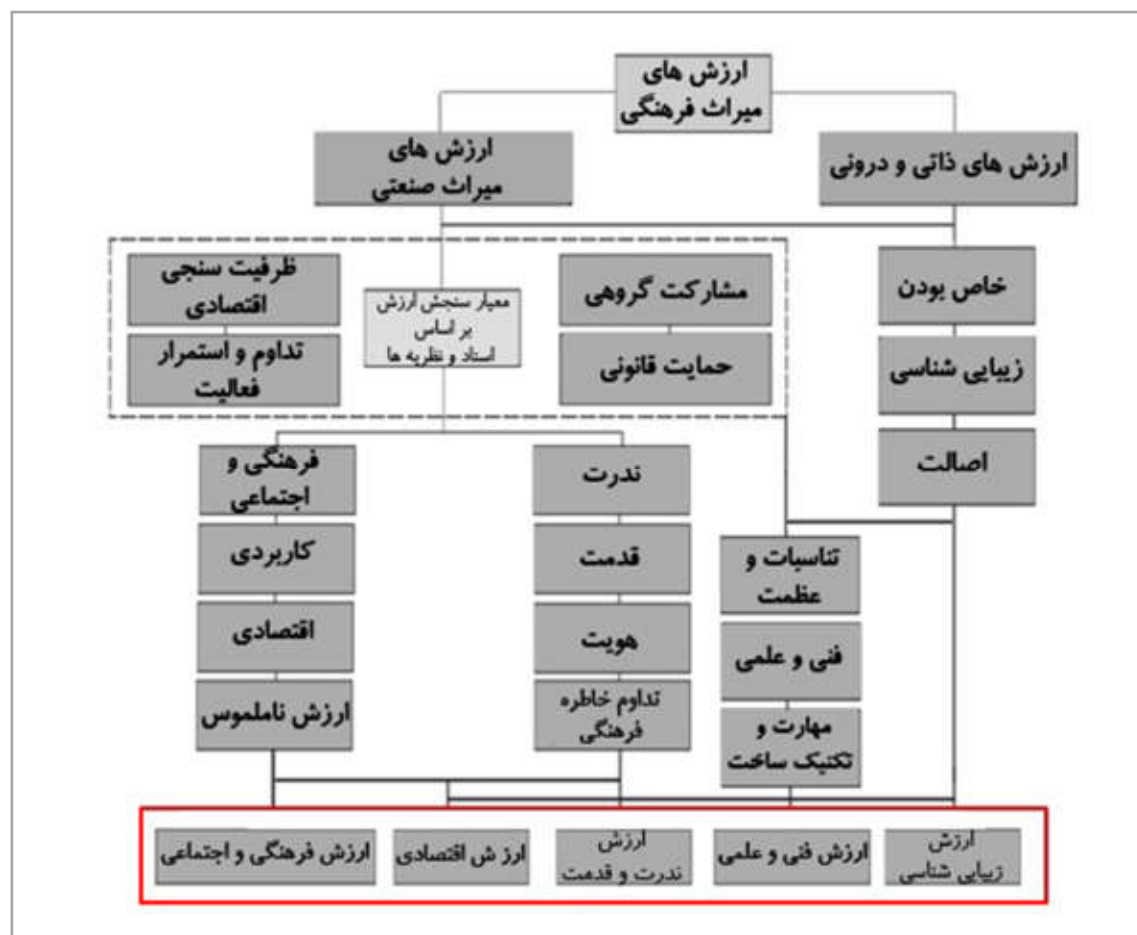 ارزش های
میراث فرهنگی
ارزش های ذاتی و درونی
ارزش های
میراث صنعتی
خاص بودن
زیبایی شناسی
اصالت
مشارکت گروهی
حمایت قانونی
معیار سنجش ارزش
بر اساس
اسناد و نظریه ها
ظرفیت سنجی
اقتصادی
تداوم و استمرار
فعالیت
تناسبات و
عظمت
فنی و علمی
مهارت و
تکنیک ساخت
ندرت
قدمت
هویت
تداوم خاطره
فرهنگی
فرهنگی و
اجتماعی
کاربردی
اقتصادی
ارزش ناملموس
ارزش
زیبایی شناسی
ارزش فنی و علمی
ارزش
ندرت و قدمت
ارز ش اقتصادی
ارزش فرهنگی و اجتماعی